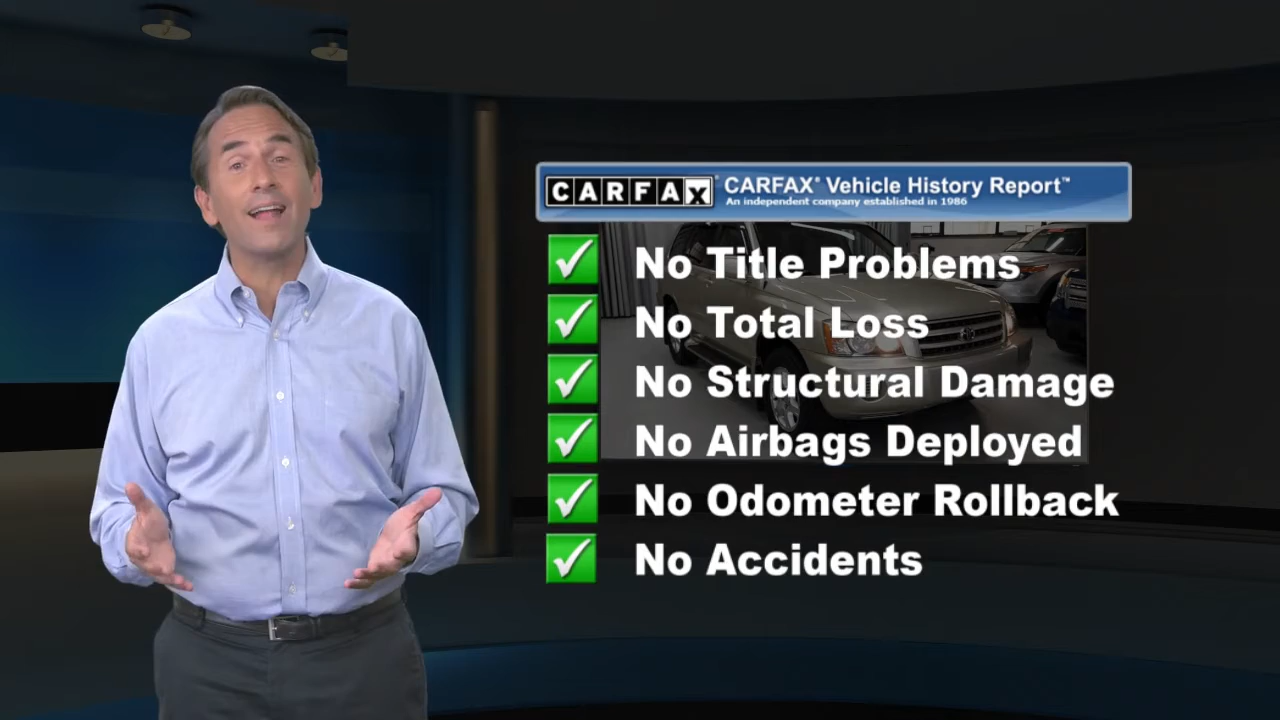 CARFAX® CARFAX® Vehicle History Report™
An independent company established in 1986
No Title Problems
No Total Loss
No Structural Damage
No Airbags Deployed
No Odometer Rollback
No Accidents